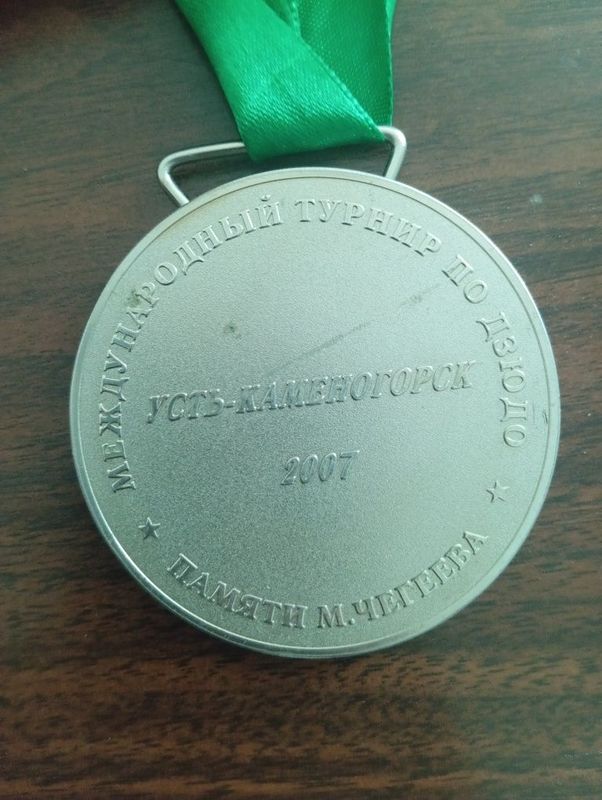 МЕЖДУНАРОДНЫЙ ТУРНИР ПО ДЗЮДО
УСТЬ-КАМЕНОГОРСК
2007
ПАМЯТИ М.ЧЕГЕЕВА